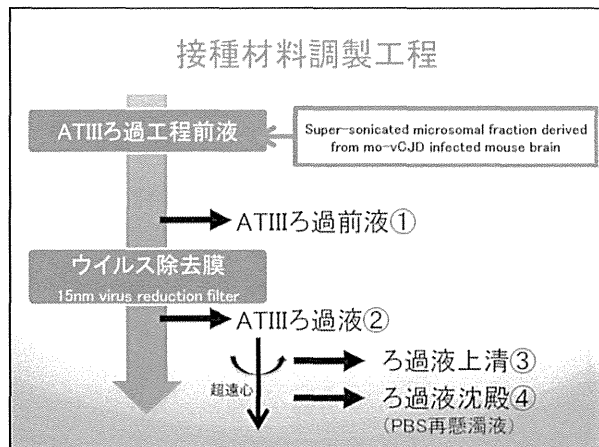 接種材料調製工程
ATIIIろ過工程前液
Super-sonicated microsomal fraction derived
from mo-vCJD infected mouse brain
ATIIIろ過前液①
ウイルス除去膜
15nm virus reduction filter
ATIIIろ過液②
超遠心
ろ過液上清③
ろ過液沈殿④
(PBS再懸濁液)